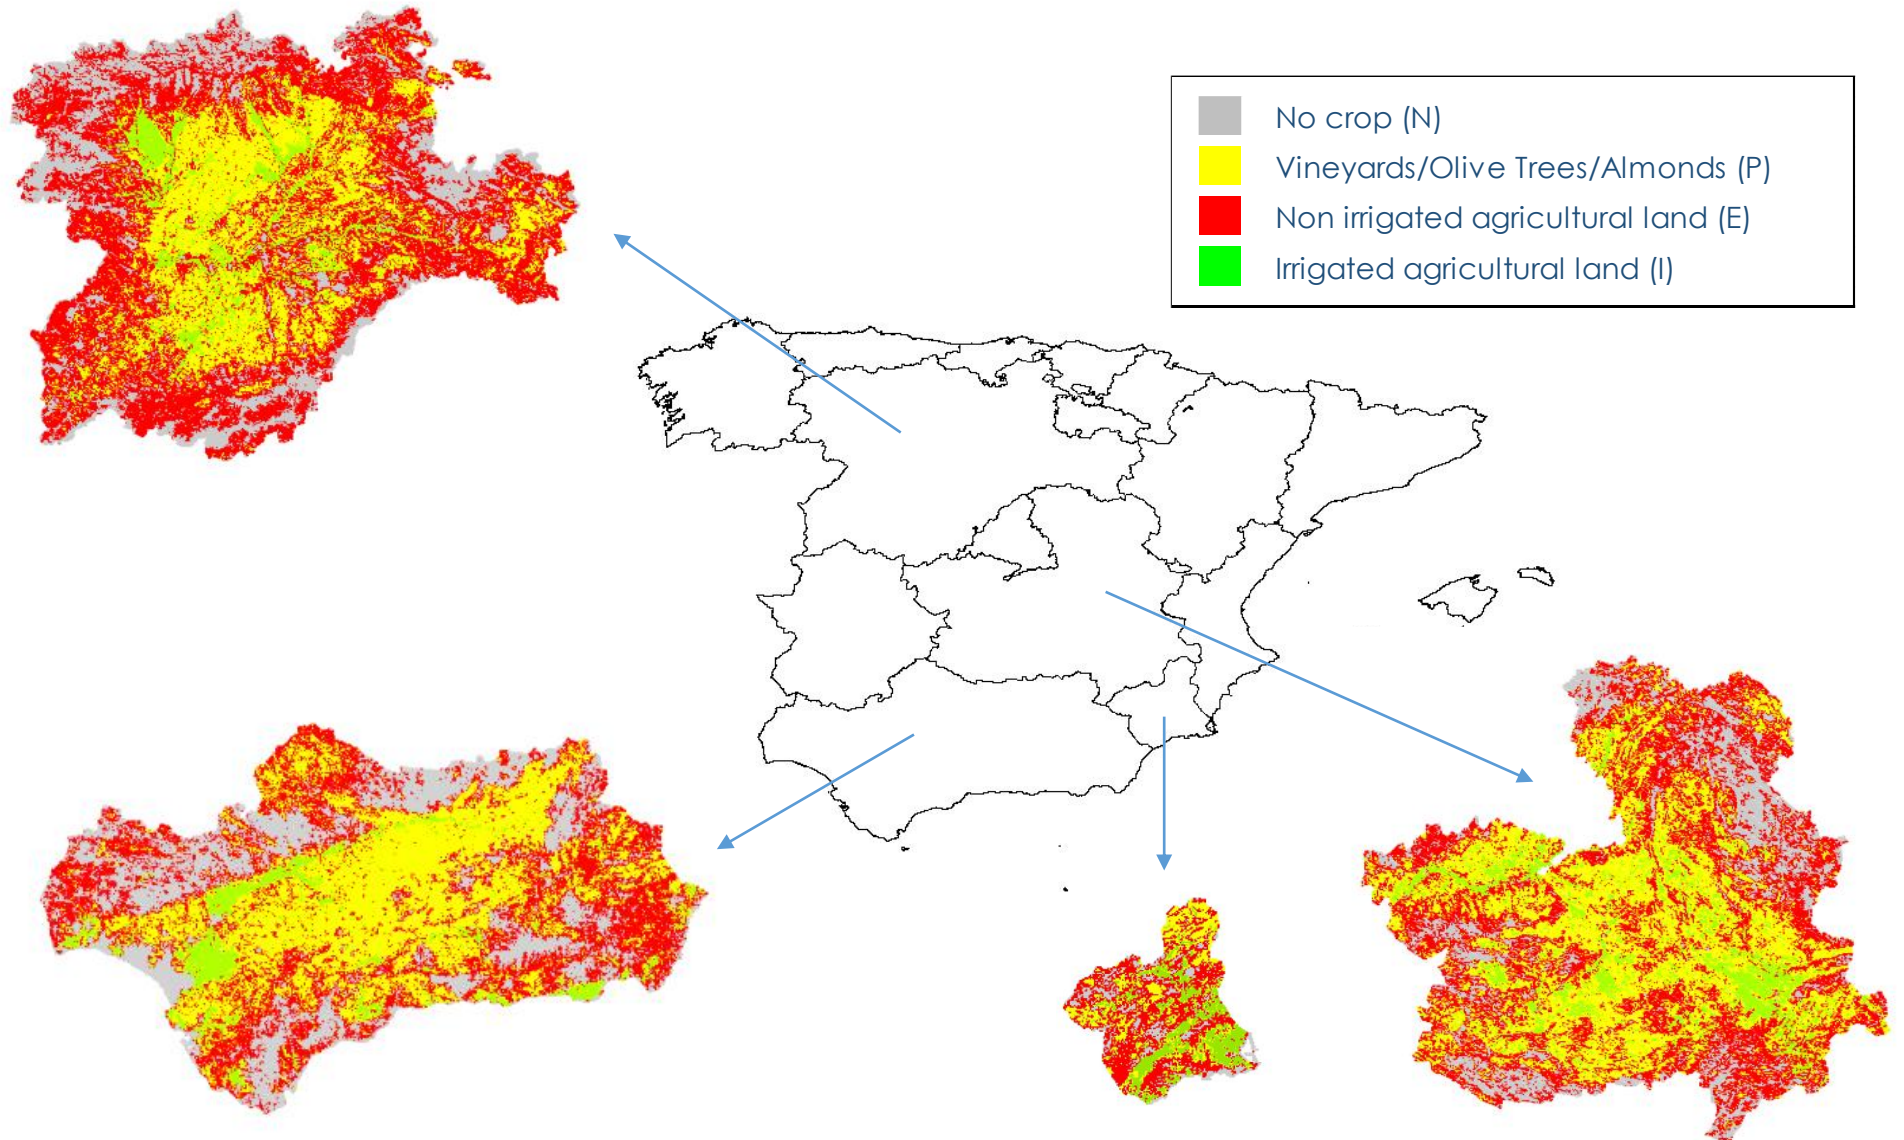 No crop (N)
Vineyards/Olive Trees/Almonds (P)
Non irrigated agricultural land (E)
Irrigated agricultural land (I)